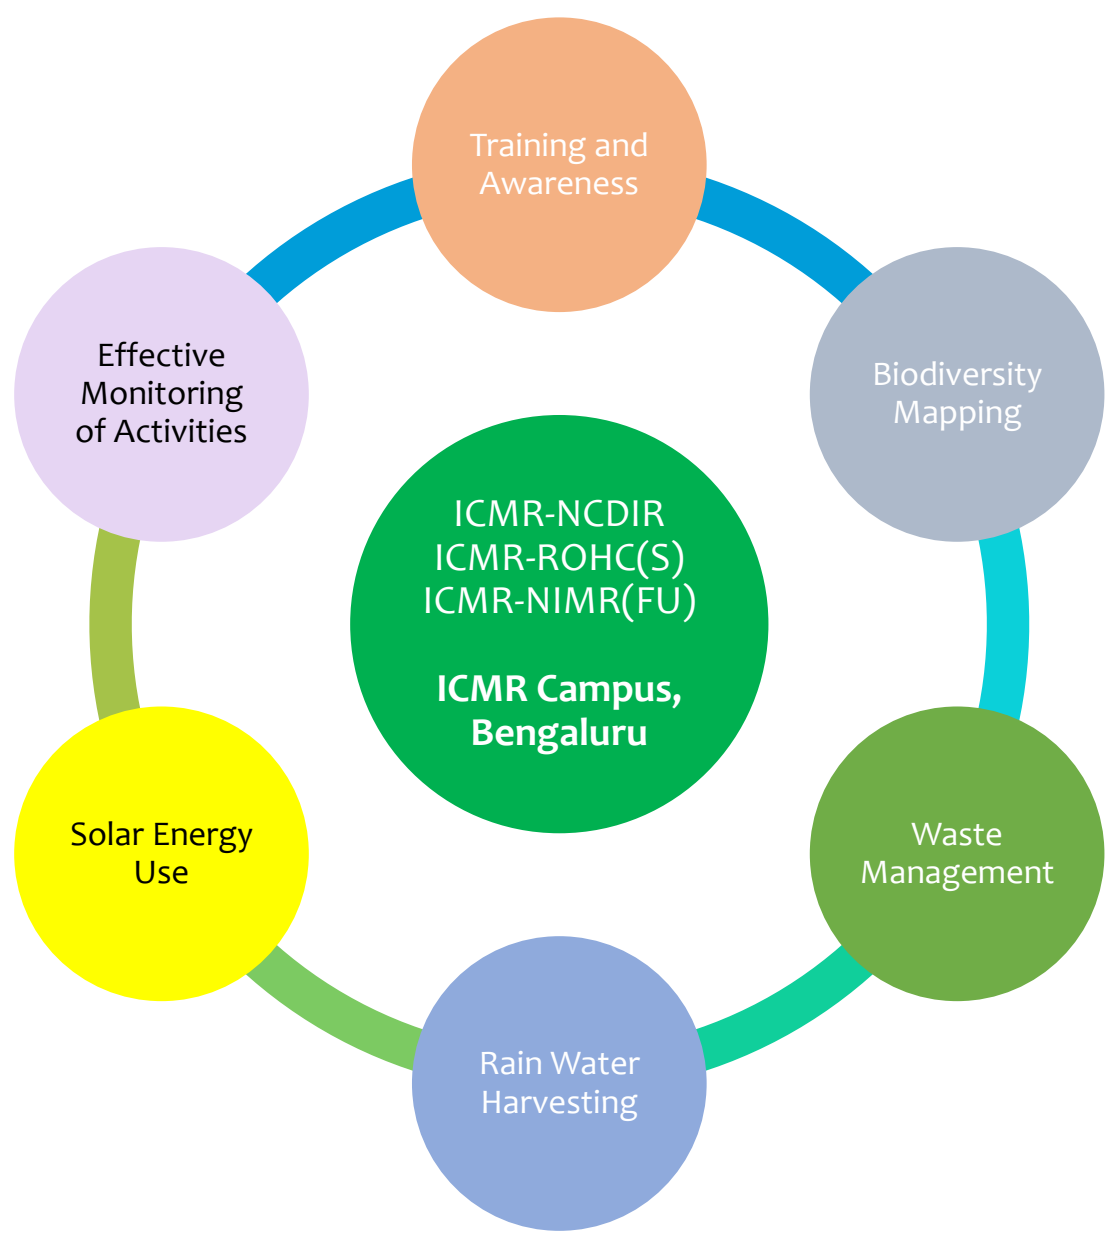 Training and
Awareness
Biodiversity
Mapping
Effective
Monitoring
of Activities
ICMR-NCDIR
ICMR-ROHC(S)
ICMR-NIMR(FU)
ICMR Campus,
Bengaluru
Solar Energy
Use
Waste
Management
Rain Water
Harvesting